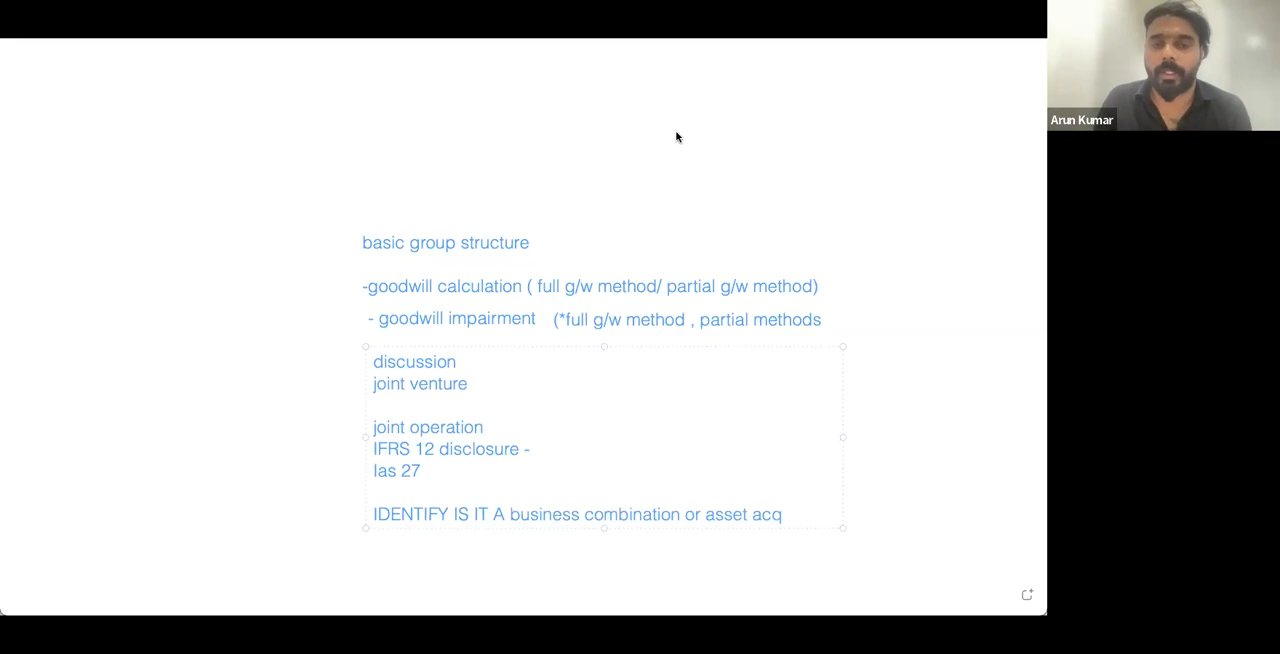 Arun Kumar
basic group structure
-goodwill calculation ( full g/w method/ partial g/w method)
- goodwill impairment (*full g/w method , partial methods
discussion
joint venture
joint operation
IFRS 12 disclosure -
Ias 27
IDENTIFY IS IT A business combination or asset acq